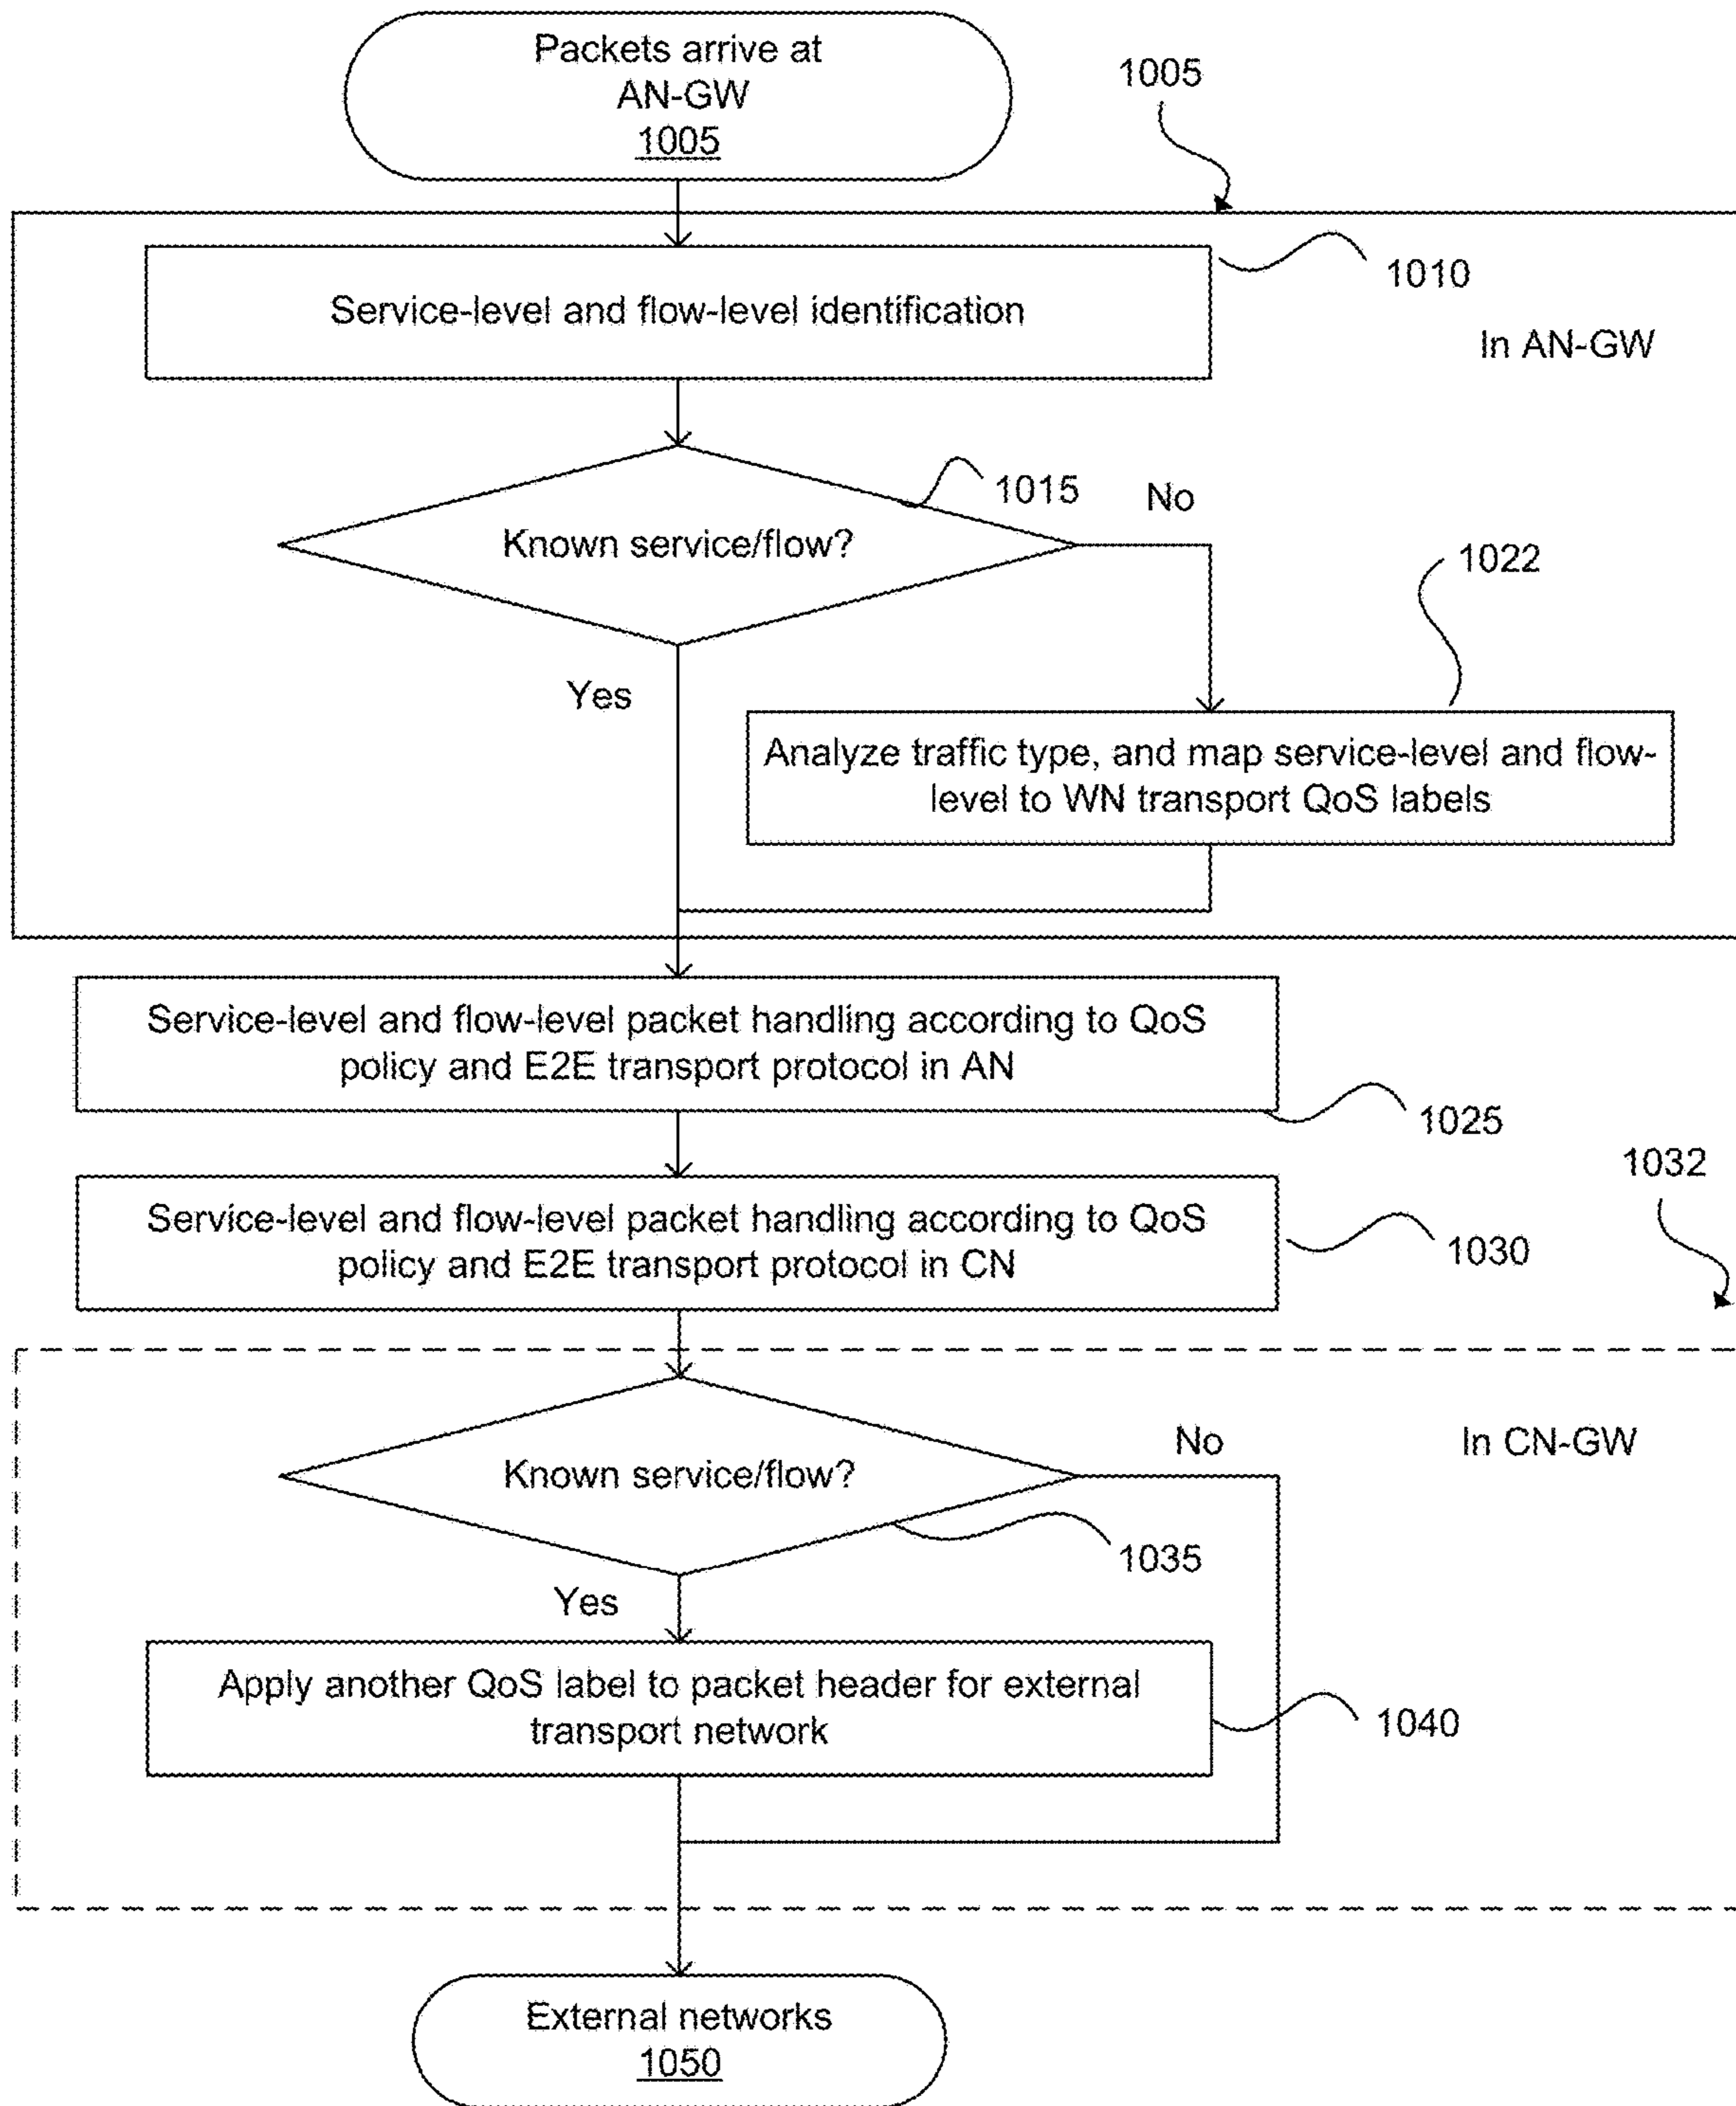 Packets arrive at
AN-GW
1005
1005
Service-level and flow-level identification
1010
In AN-GW
Known service/flow?
1015
No
1022
Yes
Analyze traffic type, and map service-level and flow-
level to WN transport QoS labels
Service-level and flow-level packet handling according to QoS
policy and E2E transport protocol in AN
1025
Service-level and flow-level packet handling according to QoS
policy and E2E transport protocol in CN
1030
1032
Known service/flow?
No
In CN-GW
1035
Yes
Apply another QoS label to packet header for external
transport network
1040
External networks
1050